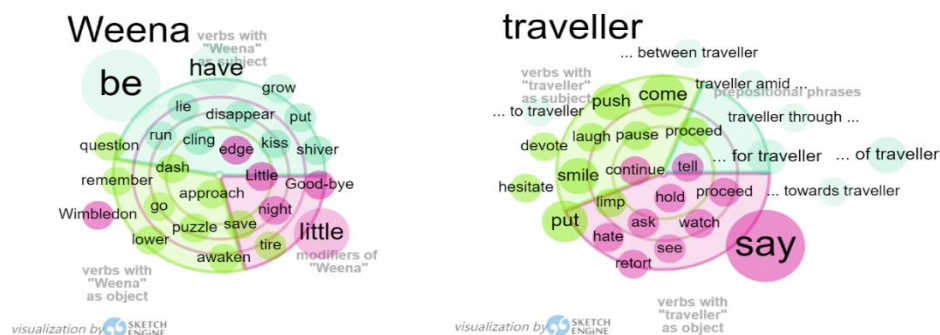 Weena
verbs with
"Weena"
as subject
be
have
grow
lie
disappear
put
run
cling
edge
kiss
shiver
question
dash
Little
remember
approach
Good-bye
Wimbledon
go
night
puzzle
save
little
lower
tire
awaken
modifiers of
"Weena"
verbs with
"Weena"
as object
visualization by SKETCH
ENGINE
traveller
... between traveller
verbs with
"traveller"
as subject
push
come
traveller amid ...
prepositional phrases
... to traveller
traveller through ...
laugh
pause
proceed
devote
... for traveller
... of traveller
smile
continue
tell
hesitate
limp
hold
proceed
... towards traveller
put
ask
watch
say
hate
see
retort
verbs with
"traveller"
as object
visualization by SKETCH
ENGINE